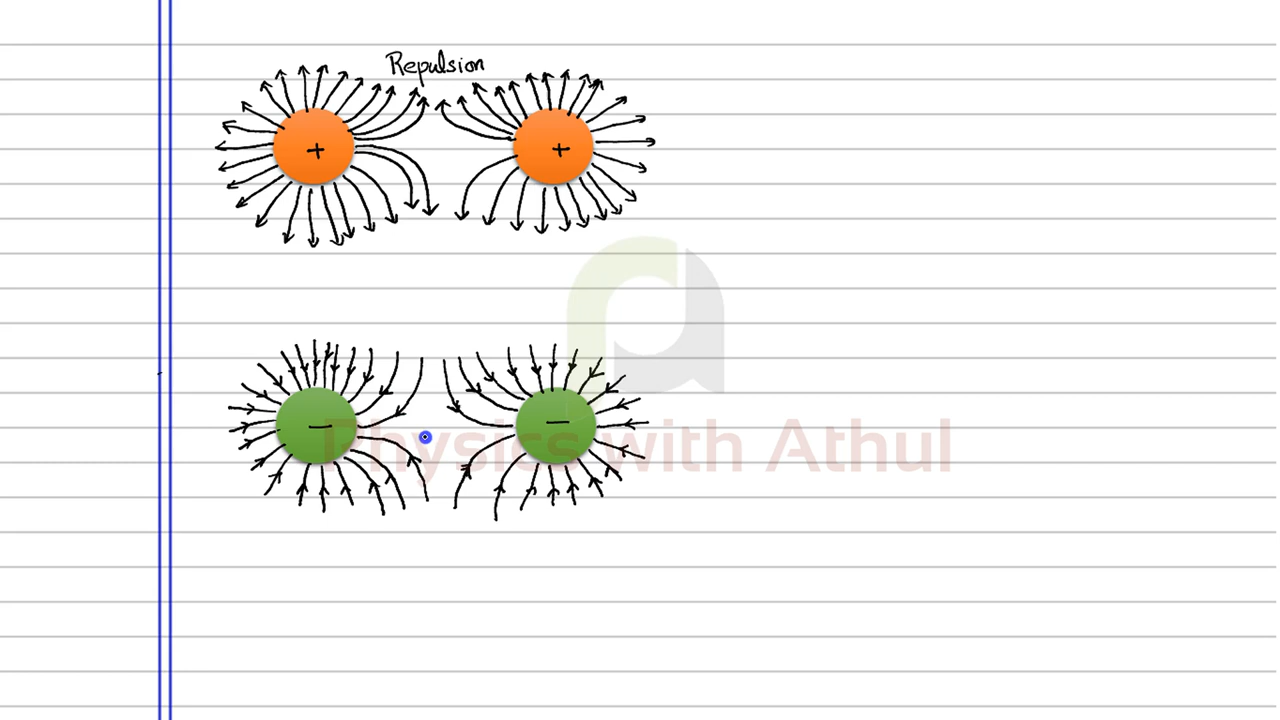 Repulsion
+ +
− −
Physics with Athul